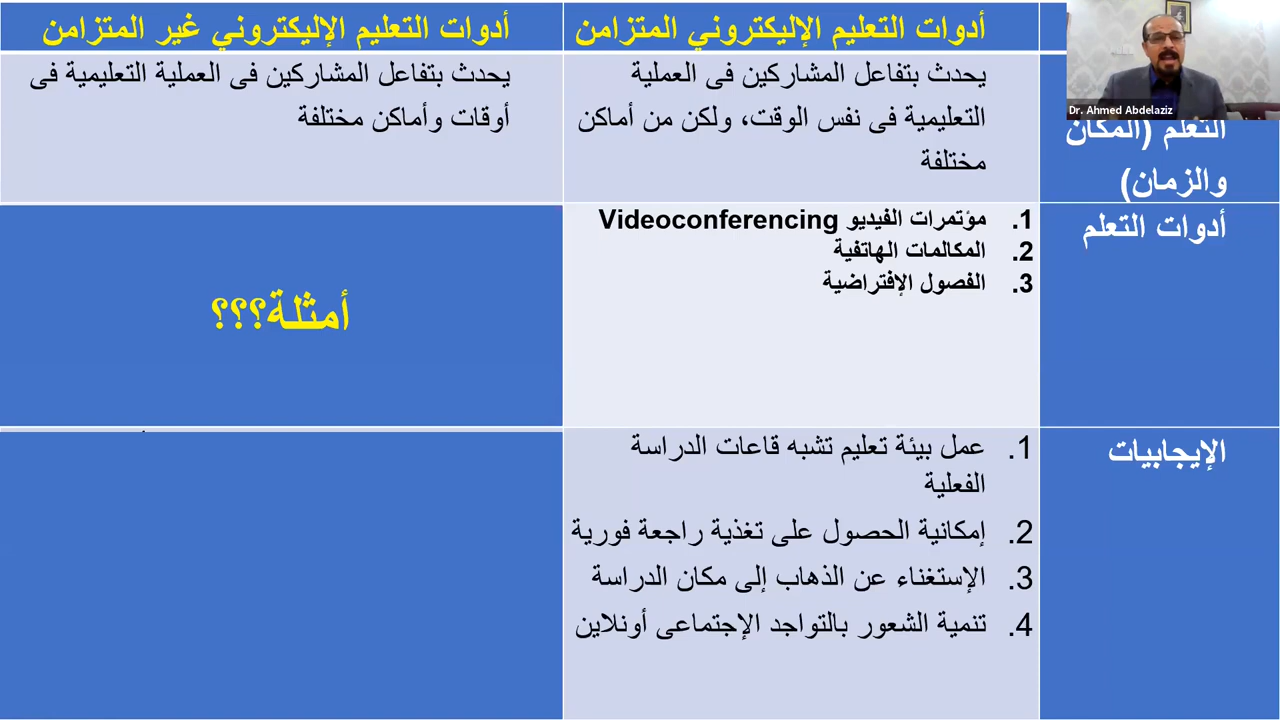 أدوات التعليم الإليكتروني المتزامن
أدوات التعليم الإليكتروني غير المتزامن
Dr. Ahmed Abdelaziz
التعلم (المكان
والزمان)
يحدث بتفاعل المشاركين فى العملية
التعليمية فى نفس الوقت، ولكن من أماكن
مختلفة
يحدث بتفاعل المشاركين فى العملية التعليمية فى
أوقات وأماكن مختلفة
أدوات التعلم
1. مؤتمرات الفيديو Videoconferencing
2. المكالمات الهاتفية
3. الفصول الإفتراضية
أمثلة؟؟؟
الإيجابيات
1. عمل بيئة تعليم تشبه قاعات الدراسة
الفعلية
2. إمكانية الحصول على تغذية راجعة فورية
3. الإستغناء عن الذهاب إلى مكان الدراسة
4. تنمية الشعور بالتواجد الإجتماعى أونلاين